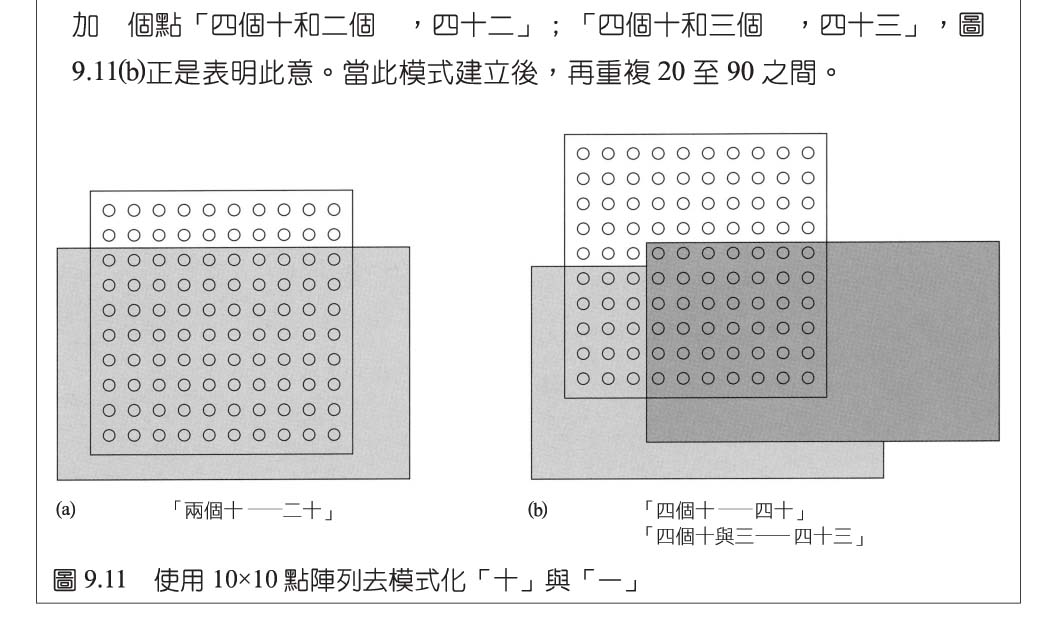 加　個點「四個十和二個　，四十二」；「四個十和三個　，四十三」，圖
9.11(b)正是表明此意。當此模式建立後，再重複 20 至 90 之間。
(a)　「兩個十──二十」
(b)　「四個十──四十」
「四個十與三──四十三」
圖 9.11　使用 10×10 點陣列去模式化「十」與「一」